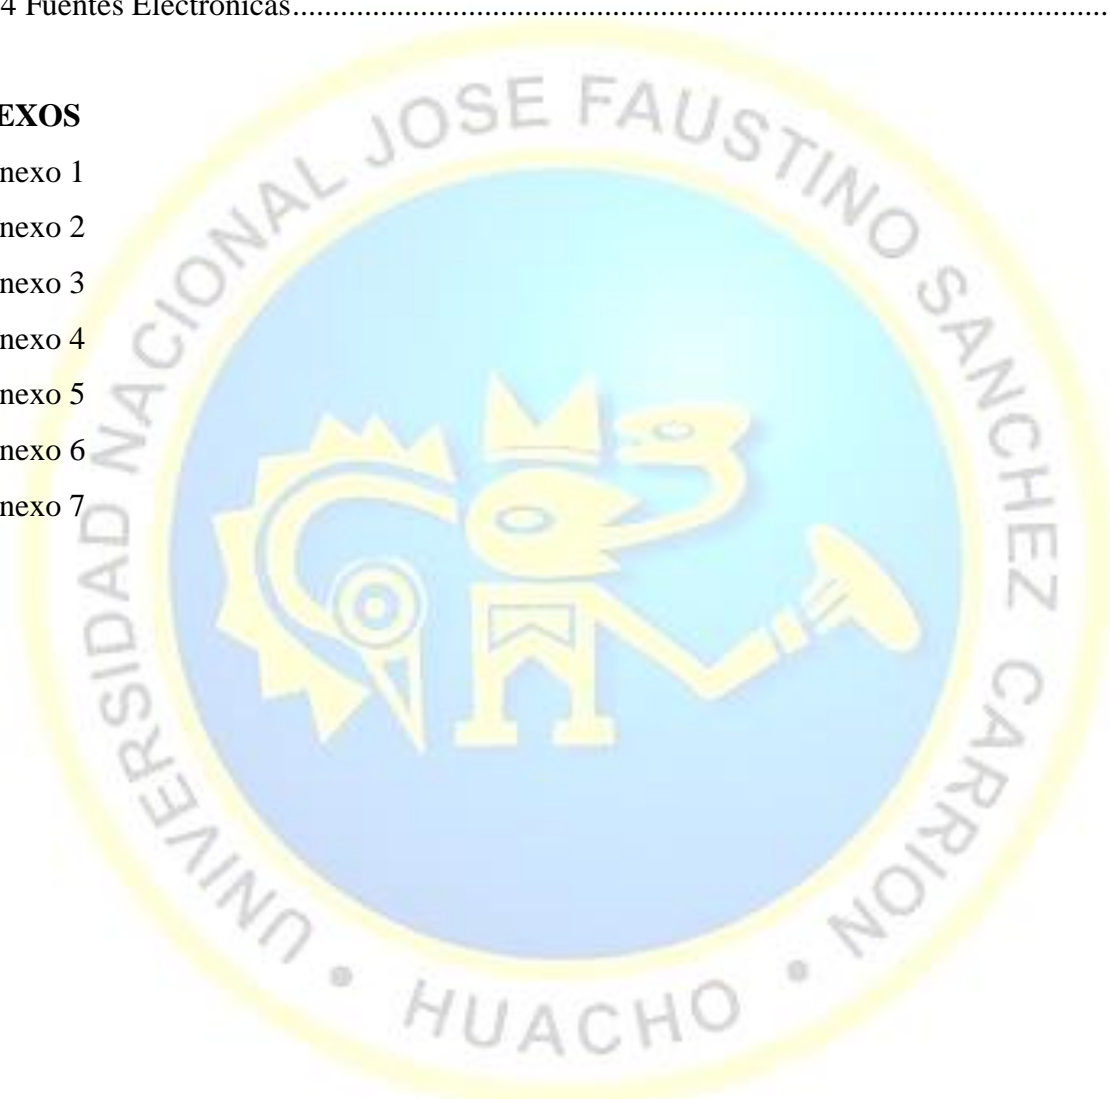 4 Fuentes Electrónicas....................................................................................................
EXOS
nexo 1
nexo 2
nexo 3
nexo 4
nexo 5
nexo 6
nexo 7
UNIVERSIDAD NACIONAL JOSE FAUSTINO SANCHEZ CARRION • HUACHO •